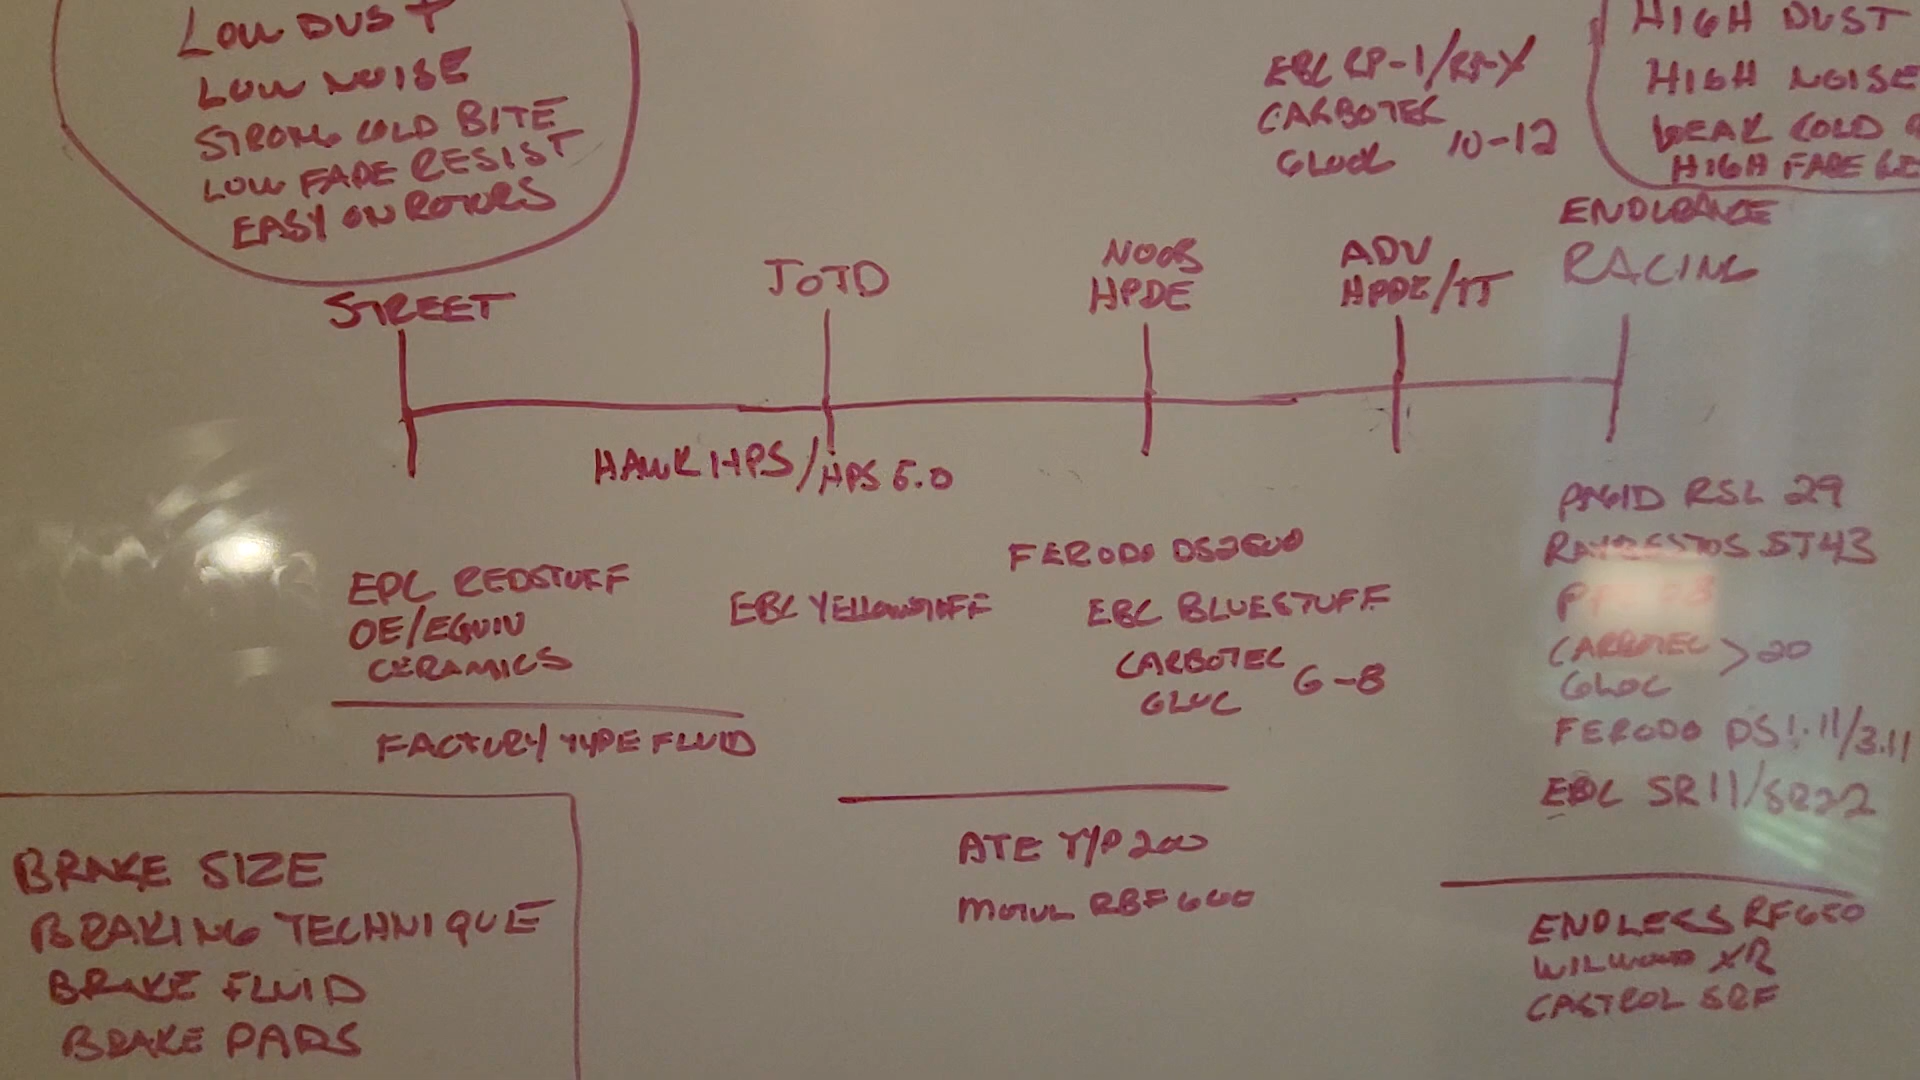 LOW DUST
LOW NOISE
STRONG COLD BITE
LOW FADE RESIST
EASY ON ROTORS
HIGH DUST
HIGH NOISE
WEAK COLD
HIGH FADE RE
EBC RP-1/RP-X
CARBOTEC
GLOCK 10-12
STREET
TOTD
NOOB
HPDE
ADV
HPDE/TT
ENDURANCE
RACING
HAWK HPS/HPS 5.0
EPC REDSTUFF
OE/EQUIV
CERAMICS
FACTORY TYPE FLUID
EBC YELLOWSTUFF
FERODO DS2500
EBC BLUESTUFF
CARBOTEC
GLOC 6-8
ATE TYP 200
MOTUL RBF 600
PAGID RSL 29
RAYBESTOS ST43
CARBOTEC > 20
GLOC
FERODO DS1.11/3.11
EBC SR11/SR22
ENDLESS RF650
WILWOOD XR
CASTROL SRF
BRAKE SIZE
BRAKING TECHNIQUE
BRAKE FLUID
BRAKE PADS